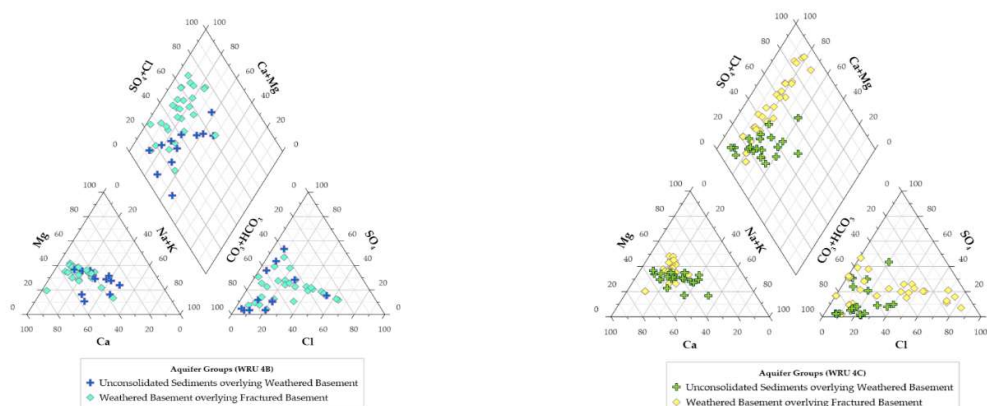 100
100
80
80
60
60
SO₄+Cl
Ca+Mg
40
40
20
20
0
0
100
0
100
0
80
20
80
20
60
40
60
40
Mg
Na+K
CO₃+HCO₃
SO₄
40
60
40
60
20
80
20
80
0
100
0
100
100 80 60 40 20 0
0 20 40 60 80 100
Ca
Cl
Aquifer Groups (WRU 4B)
Unconsolidated Sediments overlying Weathered Basement
Weathered Basement overlying Fractured Basement
100
100
80
80
60
60
SO₄+Cl
Ca+Mg
40
40
20
20
0
0
100
0
100
0
80
20
80
20
60
40
60
40
Mg
Na+K
CO₃+HCO₃
SO₄
40
60
40
60
20
80
20
80
0
100
0
100
100 80 60 40 20 0
0 20 40 60 80 100
Ca
Cl
Aquifer Groups (WRU 4C)
Unconsolidated Sediments overlying Weathered Basement
Weathered Basement overlying Fractured Basement